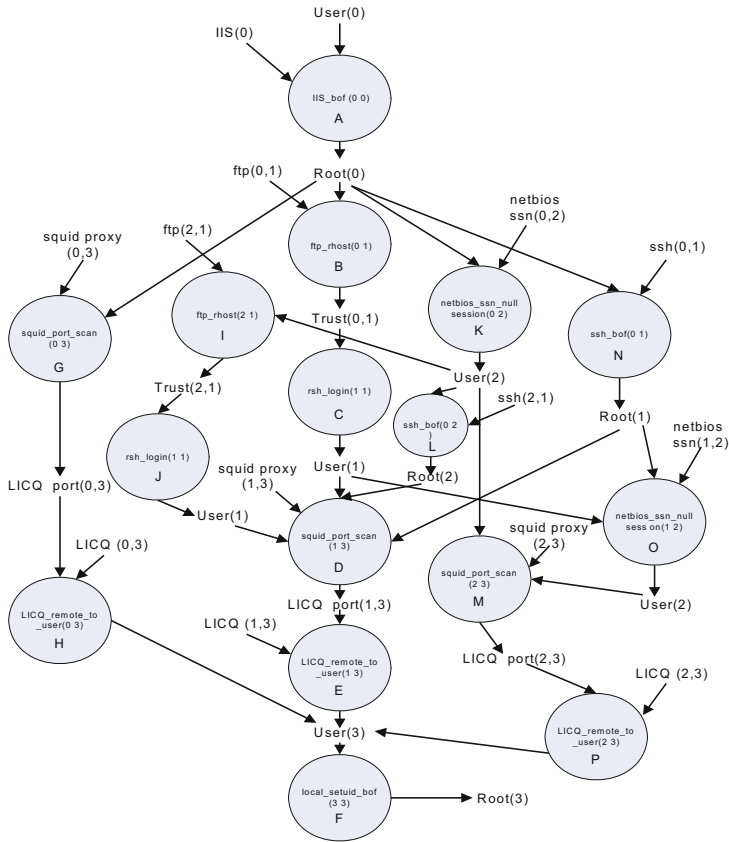 User(0)
IIS(0)
IIS_bof (0 0)
A
Root(0)
ftp(0,1)
netbios
ssn(0,2)
squid proxy
(0,3)
ftp(2,1)
ssh(0,1)
ftp_rhost(0 1)
B
squid_port_scan
(0 3)
G
ftp_rhost(2 1)
I
netbios_ssn_null
session(0 2)
K
ssh_bof(0 1)
N
Trust(0,1)
Trust(2,1)
User(2)
rsh_login(1 1)
C
ssh_bof(0 2
)
L
ssh(2,1)
Root(1)
netbios
ssn(1,2)
rsh_login(1 1)
J
User(1)
Root(2)
squid proxy
(1,3)
LICQ port(0,3)
User(1)
squid_port_scan
(1 3)
D
netbios_ssn_null
sess ion(1 2)
O
squid proxy
(2,3)
LICQ (0,3)
squid_port_scan
(2 3)
M
User(2)
LICQ port(1,3)
LICQ_remote_to
_user(0 3)
H
LICQ (1,3)
LICQ_remote_to
_user(1 3)
E
LICQ port(2,3)
LICQ (2,3)
User(3)
LICQ_remote_to
_user(2 3)
P
local_setuid_bof
(3 3)
F
Root(3)